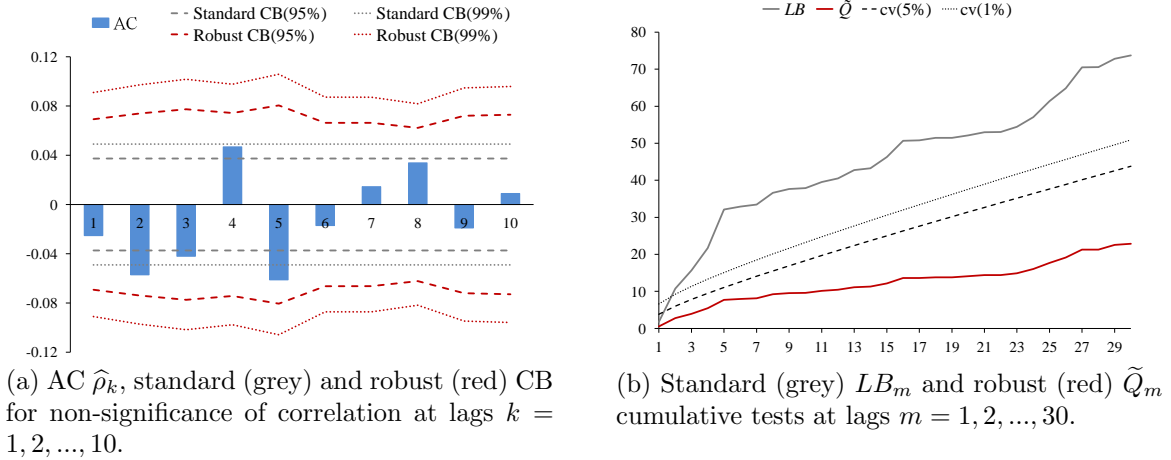 AC
Standard CB(95%)
Standard CB(99%)
Robust CB(95%)
Robust CB(99%)
0.12
0.08
0.04
0
-0.04
-0.08
-0.12
1 2 3 4 5 6 7 8 9 10
(a) AC ρ̂ₖ, standard (grey) and robust (red) CB
for non-significance of correlation at lags k =
1, 2, ..., 10.
LB Q̃ cv(5%) cv(1%)
80
70
60
50
40
30
20
10
0
1 3 5 7 9 11 13 15 17 19 21 23 25 27 29
(b) Standard (grey) LBₘ and robust (red) Q̃ₘ
cumulative tests at lags m = 1, 2, ..., 30.